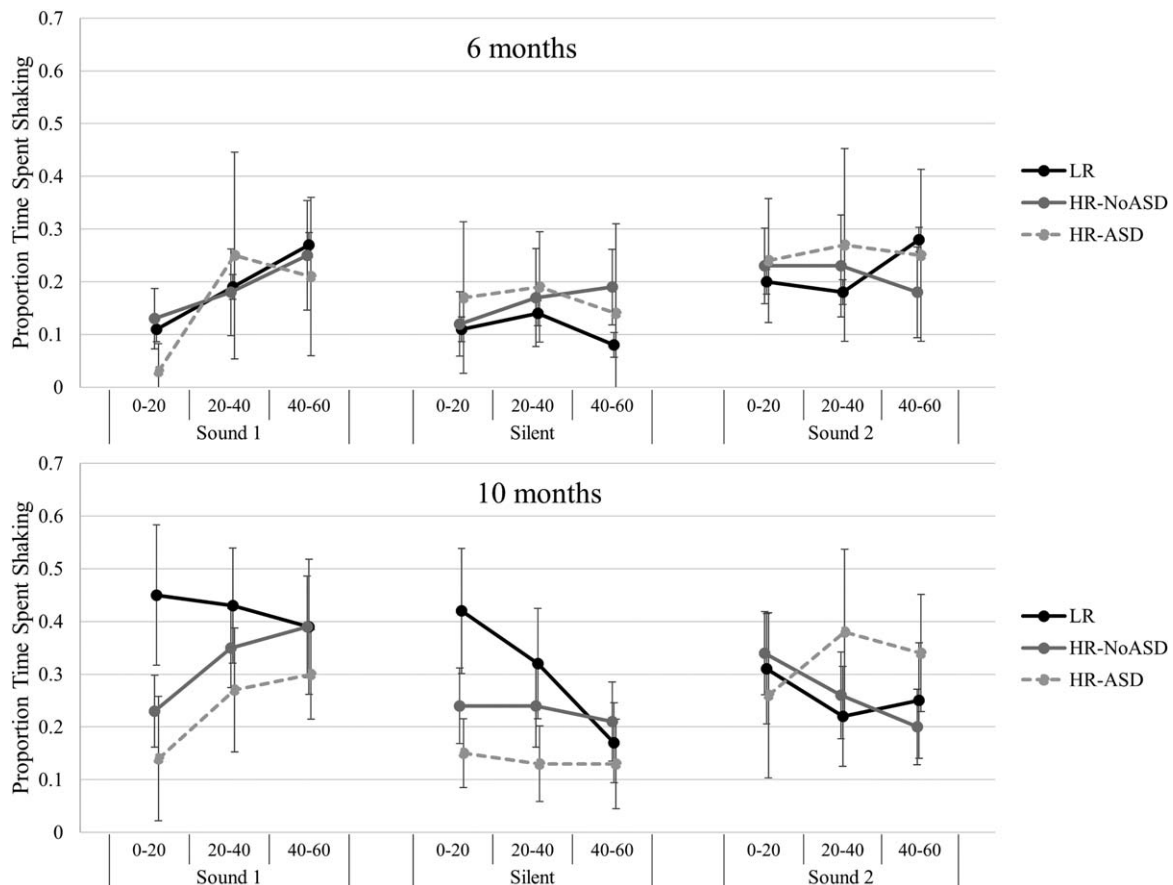 6 months
Proportion Time Spent Shaking
0.7
0.6
0.5
0.4
0.3
0.2
0.1
0
0-20 20-40 40-60 0-20 20-40 40-60 0-20 20-40 40-60
Sound 1 Silent Sound 2
LR
HR-NoASD
HR-ASD
10 months
Proportion Time Spent Shaking
0.7
0.6
0.5
0.4
0.3
0.2
0.1
0
0-20 20-40 40-60 0-20 20-40 40-60 0-20 20-40 40-60
Sound 1 Silent Sound 2
LR
HR-NoASD
HR-ASD